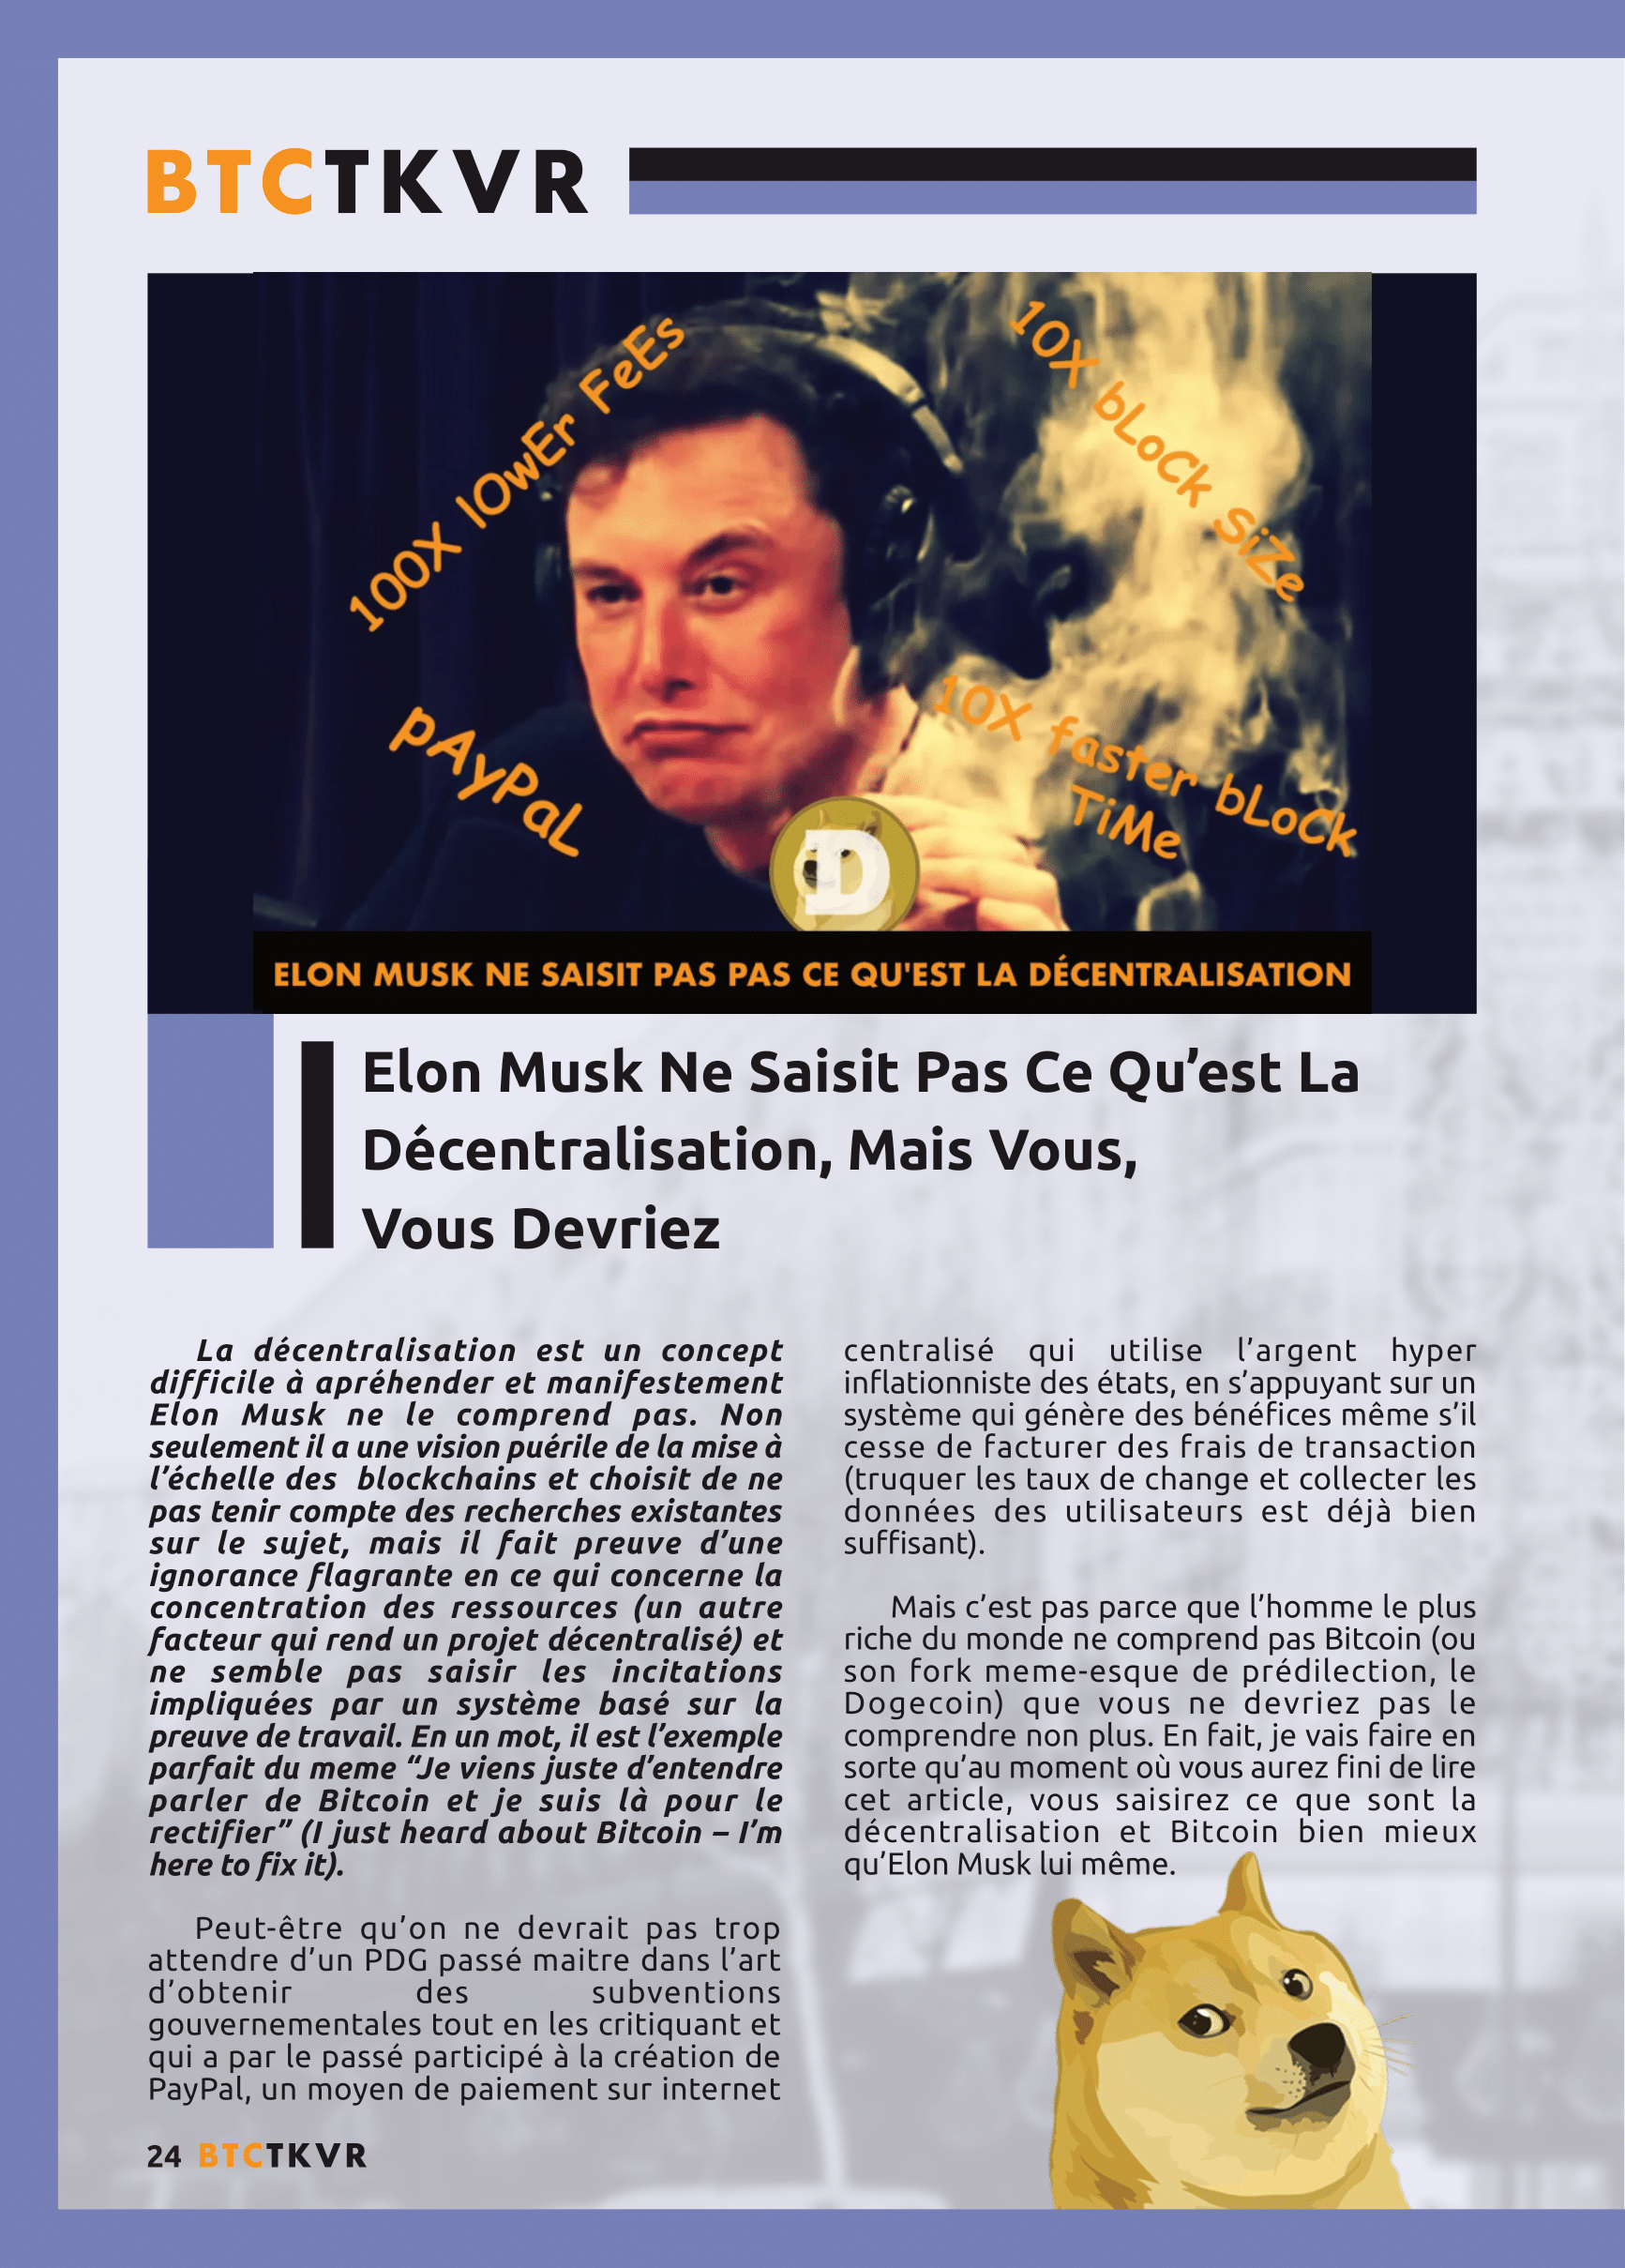 BTCTKVR
100X lOwEr FeEs
10X bLoCk SiZe
pAyPaL
10X faster bLoCk
TiMe
D
ELON MUSK NE SAISIT PAS PAS CE QU'EST LA DÉCENTRALISATION
Elon Musk Ne Saisit Pas Ce Qu’est La
Décentralisation, Mais Vous,
Vous Devriez
La décentralisation est un concept
difficile à apréhender et manifestement
Elon Musk ne le comprend pas. Non
seulement il a une vision puérile de la mise à
l’échelle des blockchains et choisit de ne
pas tenir compte des recherches existantes
sur le sujet, mais il fait preuve d’une
ignorance flagrante en ce qui concerne la
concentration des ressources (un autre
facteur qui rend un projet décentralisé) et
ne semble pas saisir les incitations
impliquées par un système basé sur la
preuve de travail. En un mot, il est l’exemple
parfait du meme “Je viens juste d’entendre
parler de Bitcoin et je suis là pour le
rectifier” (I just heard about Bitcoin – I’m
here to fix it).
Peut-être qu’on ne devrait pas trop
attendre d’un PDG passé maitre dans l’art
d’obtenir des subventions
gouvernementales tout en les critiquant et
qui a par le passé participé à la création de
PayPal, un moyen de paiement sur internet
centralisé qui utilise l’argent hyper
inflationniste des états, en s’appuyant sur un
système qui génère des bénéfices même s’il
cesse de facturer des frais de transaction
(truquer les taux de change et collecter les
données des utilisateurs est déjà bien
suffisant).
Mais c’est pas parce que l’homme le plus
riche du monde ne comprend pas Bitcoin (ou
son fork meme-esque de prédilection, le
Dogecoin) que vous ne devriez pas le
comprendre non plus. En fait, je vais faire en
sorte qu’au moment où vous aurez fini de lire
cet article, vous saisirez ce que sont la
décentralisation et Bitcoin bien mieux
qu’Elon Musk lui même.
24 BTCTKVR